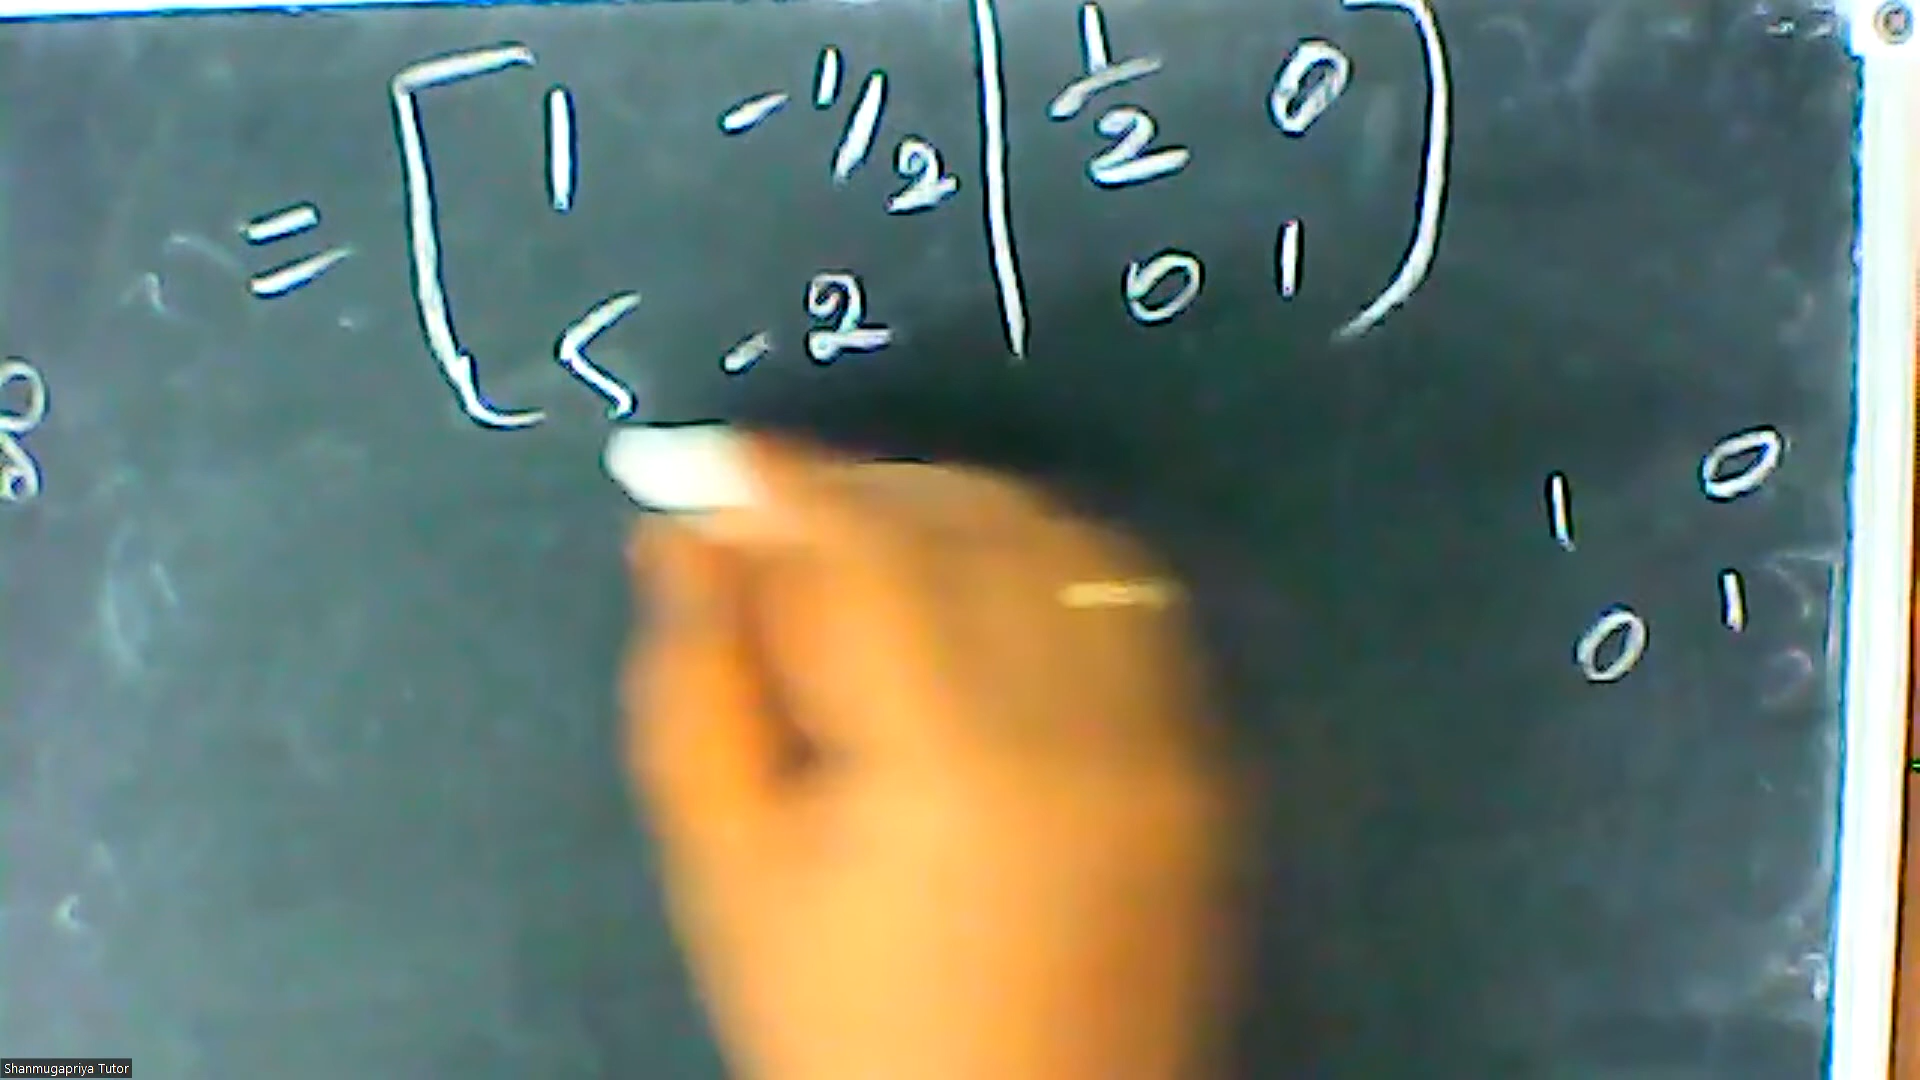 = [ 1 -1/2 | 1/2 0 ]
5 -2 | 0 1
1 0
0 1
Shanmugapriya Tutor